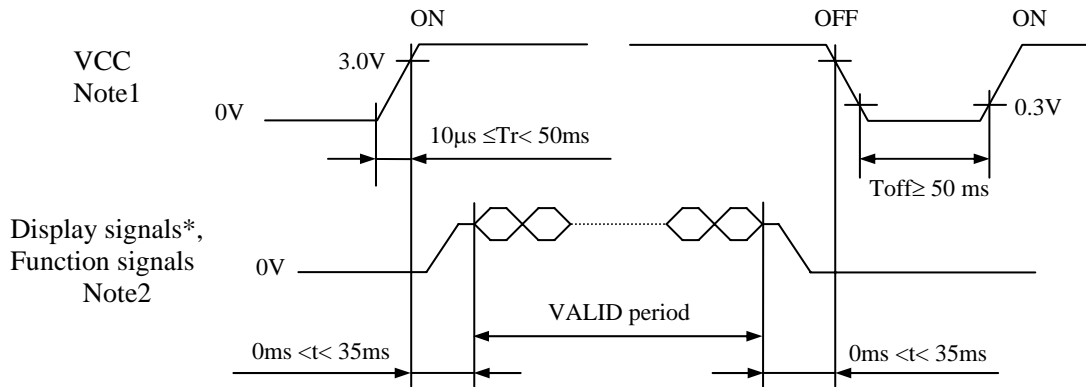 ON
OFF
ON
VCC
Note1
3.0V
0V
0.3V
10µs ≤Tr< 50ms
Toff≥ 50 ms
Display signals*,
Function signals
Note2
0V
VALID period
0ms <t< 35ms
0ms <t< 35ms